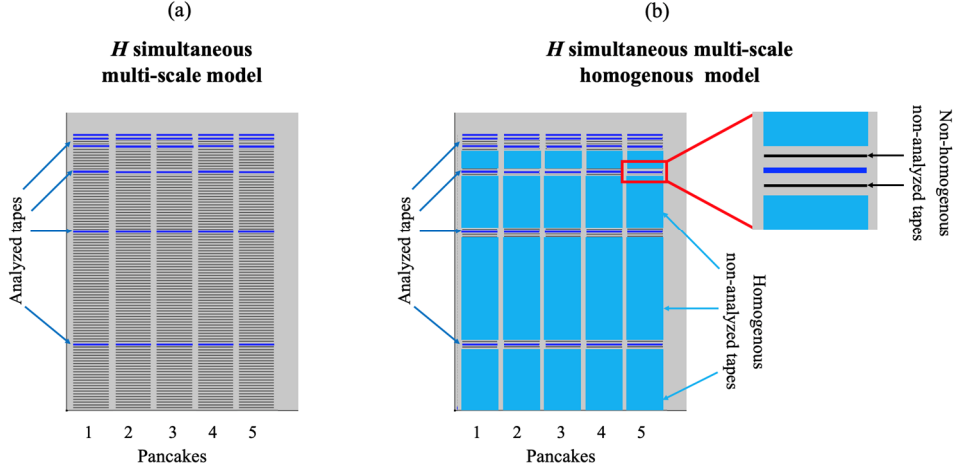 (a)
H simultaneous
multi-scale model
Analyzed tapes
1 2 3 4 5
Pancakes
(b)
H simultaneous multi-scale
homogenous model
Analyzed tapes
Non-homogenous
non-analyzed tapes
Homogenous
non-analyzed tapes
1 2 3 4 5
Pancakes